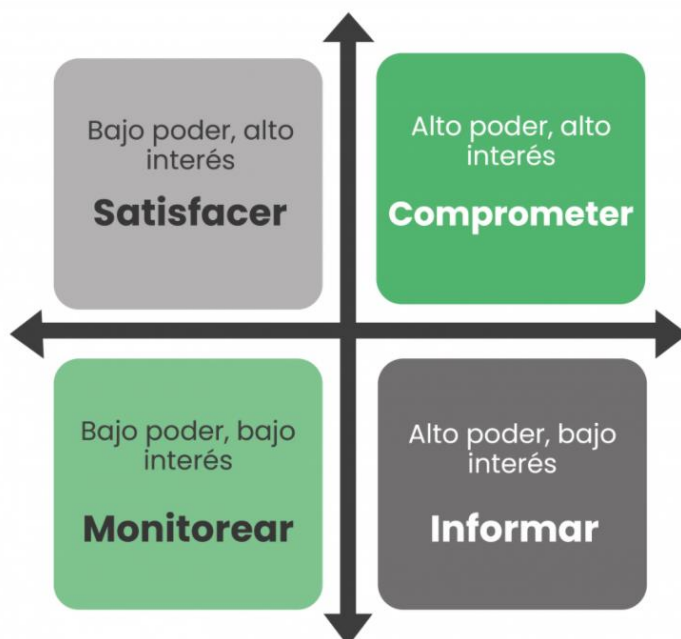 Bajo poder, alto
interés
Satisfacer
Alto poder, alto
interés
Comprometer
Bajo poder, bajo
interés
Monitorear
Alto poder, bajo
interés
Informar